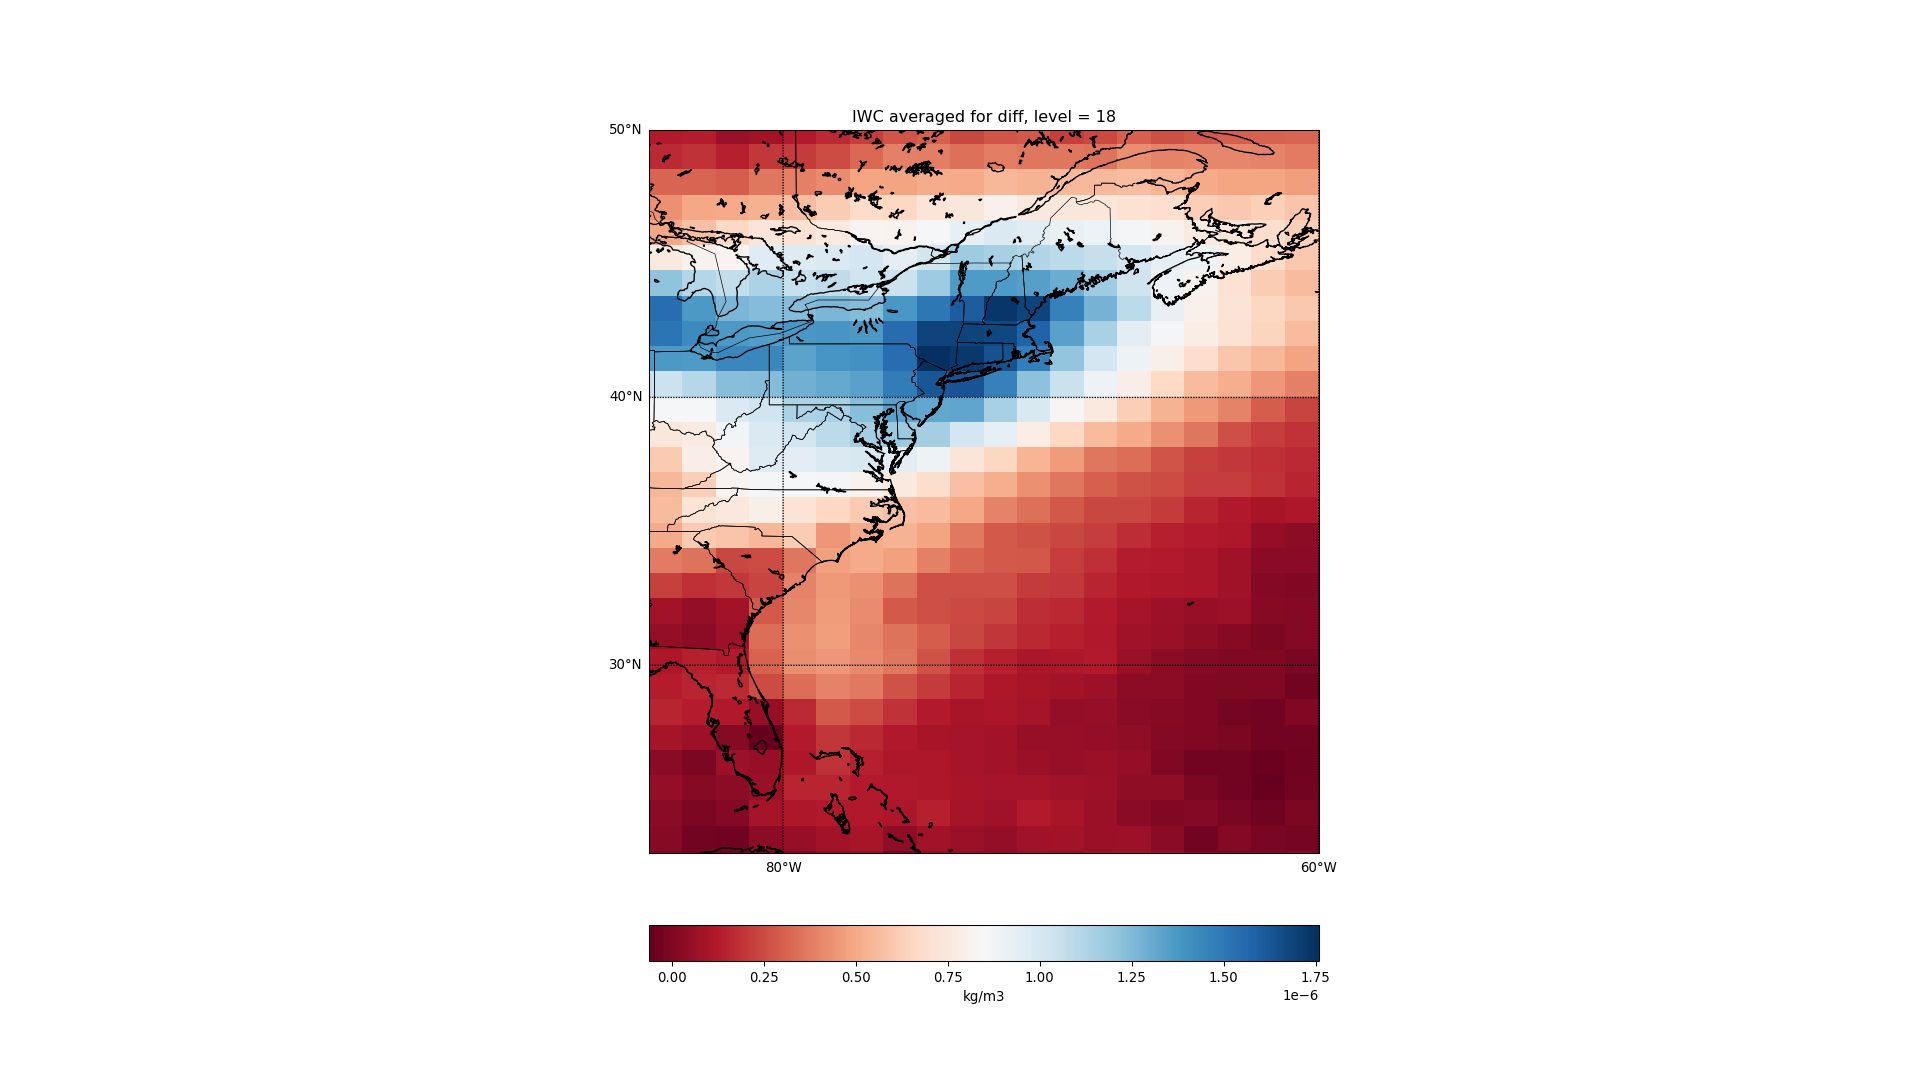 IWC averaged for diff, level = 18
50°N
40°N
30°N
80°W 60°W
0.00 0.25 0.50 0.75 1.00 1.25 1.50 1.75
kg/m3
1e−6